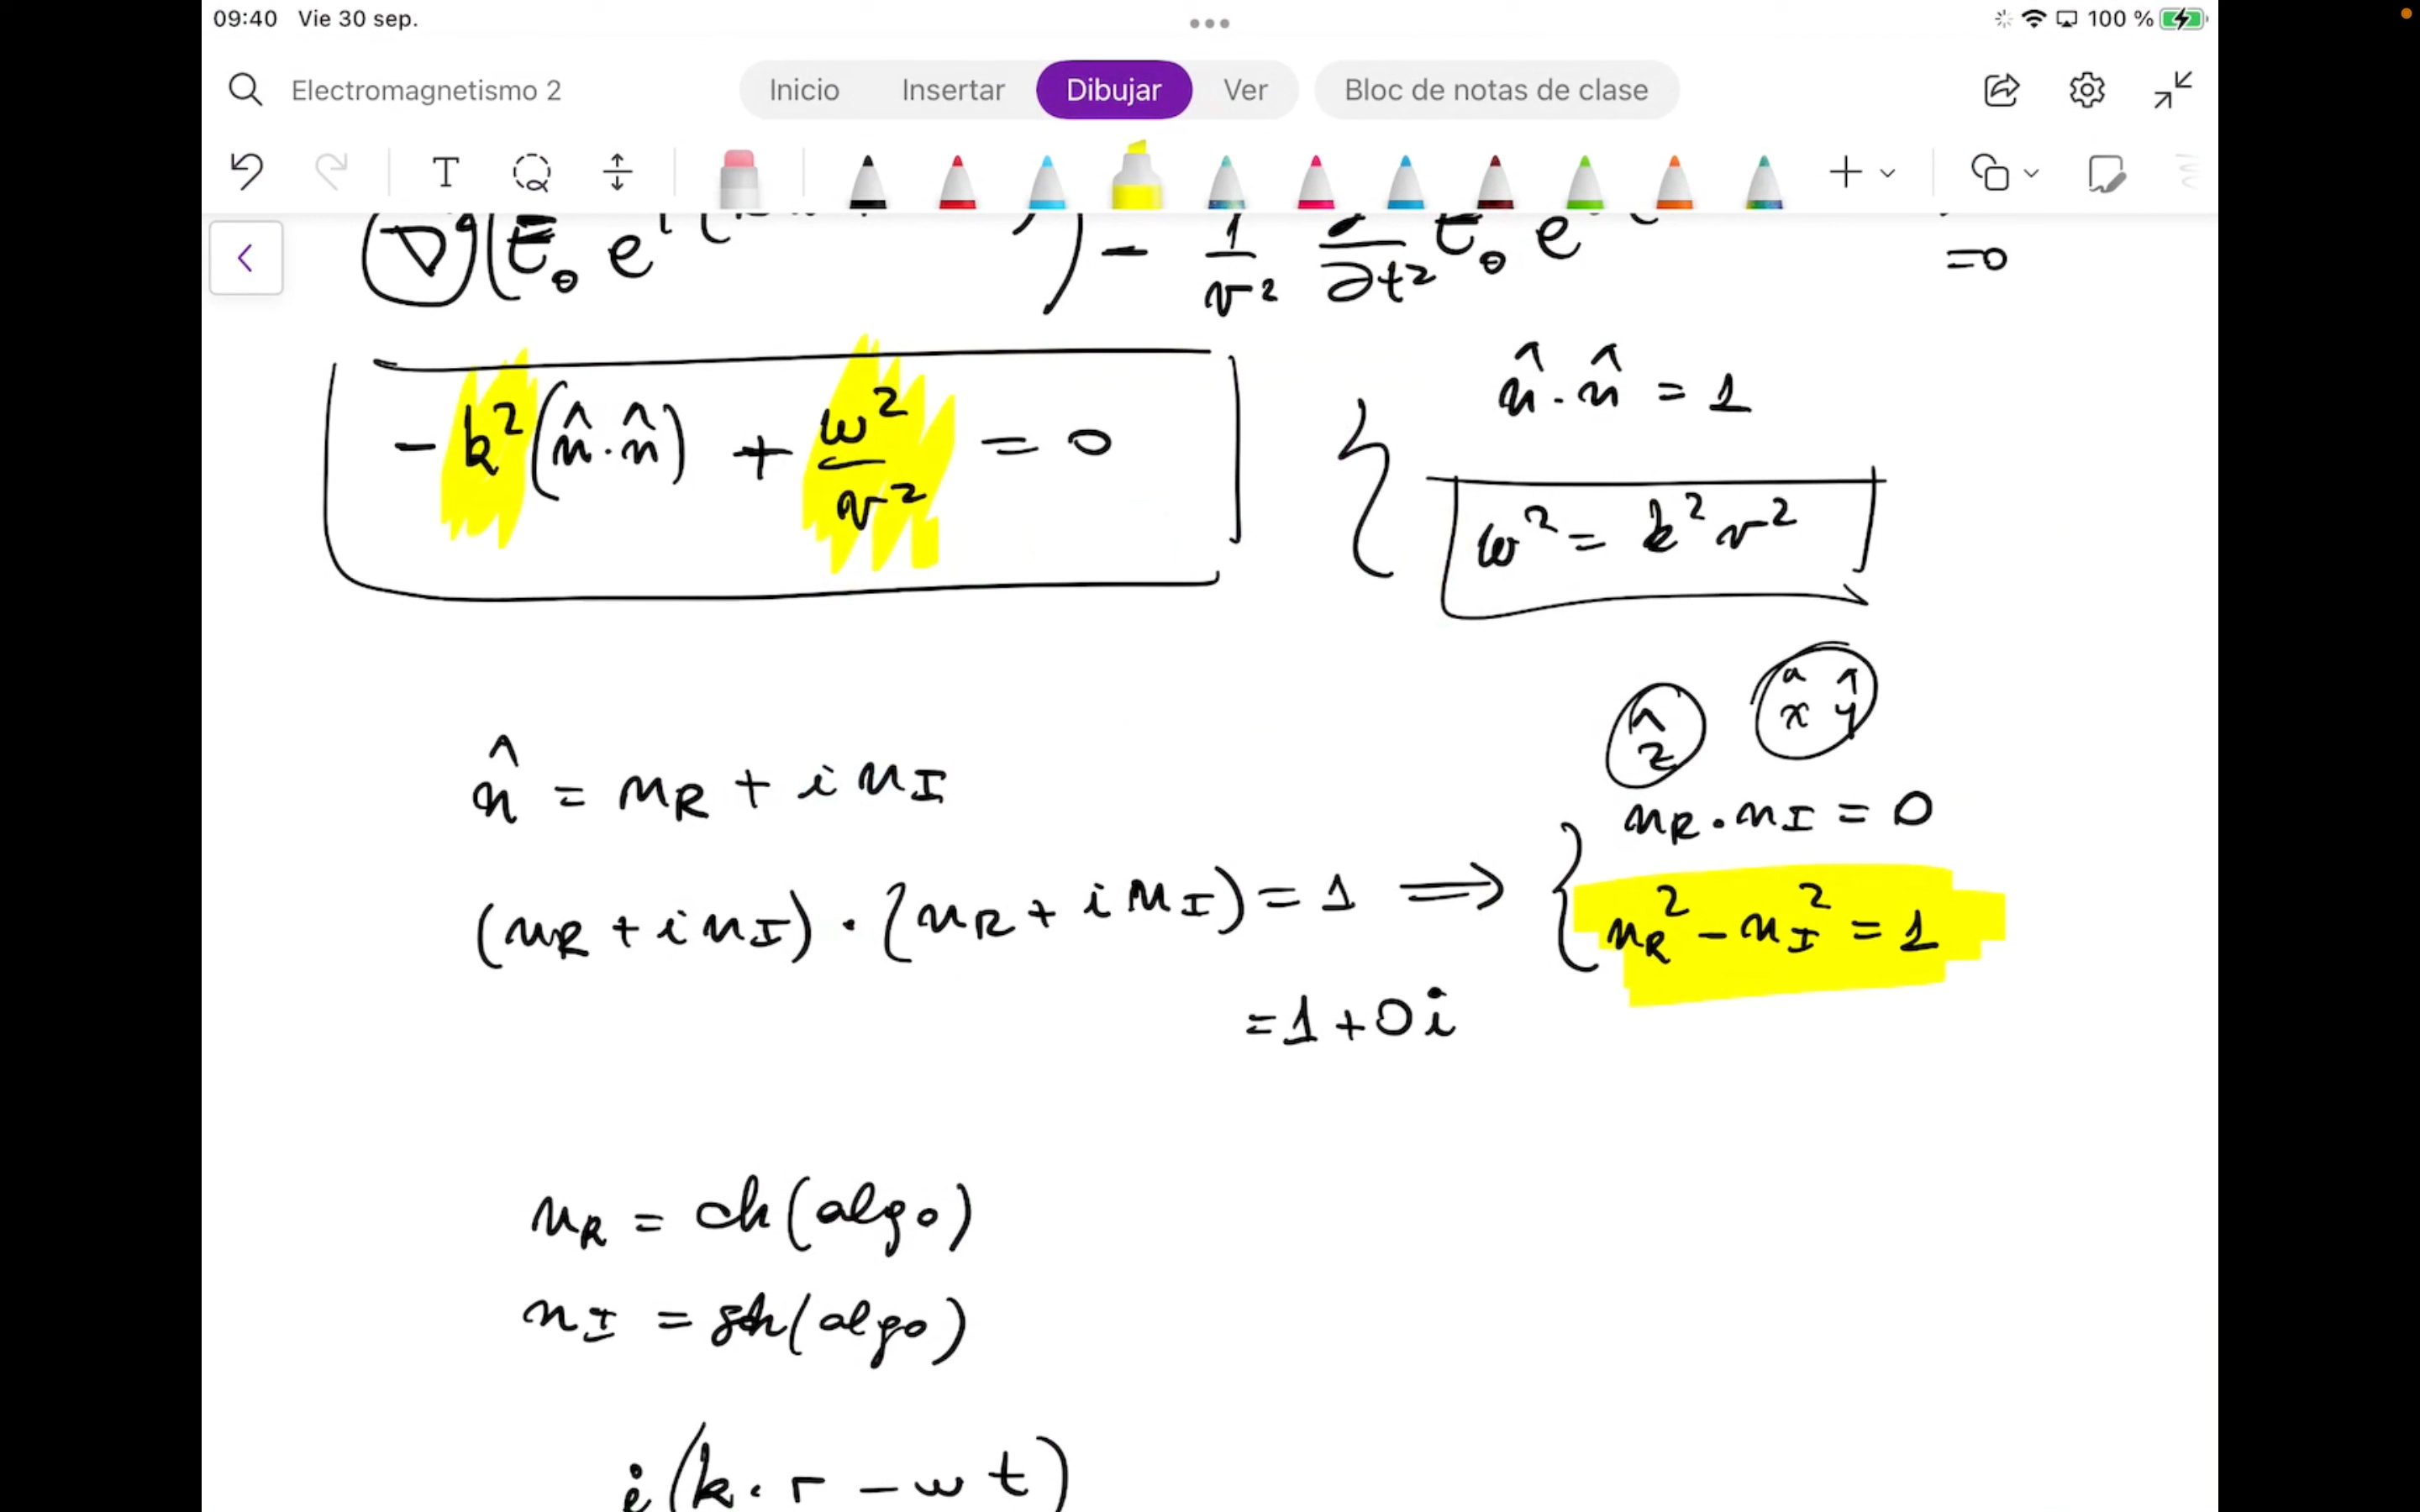 09:40 Vie 30 sep. 100 %
Electromagnetismo 2 Inicio Insertar Dibujar Ver Bloc de notas de clase
T
∇²(E₀ e^i( ) − 1/v² ∂/∂t² E₀ e =0
−k²(n̂·n̂) + ω²/v² = 0
n̂·n̂ = 1
ω² = k²v²
ẑ x̂ ŷ
n̂ = nR + i nI
nR · nI = 0
(nR + i nI) · (nR + i nI) = 1 ⟹ nR² − nI² = 1
= 1 + 0i
nR = ch(algo)
nI = sh(algo)
i(k·r − wt)